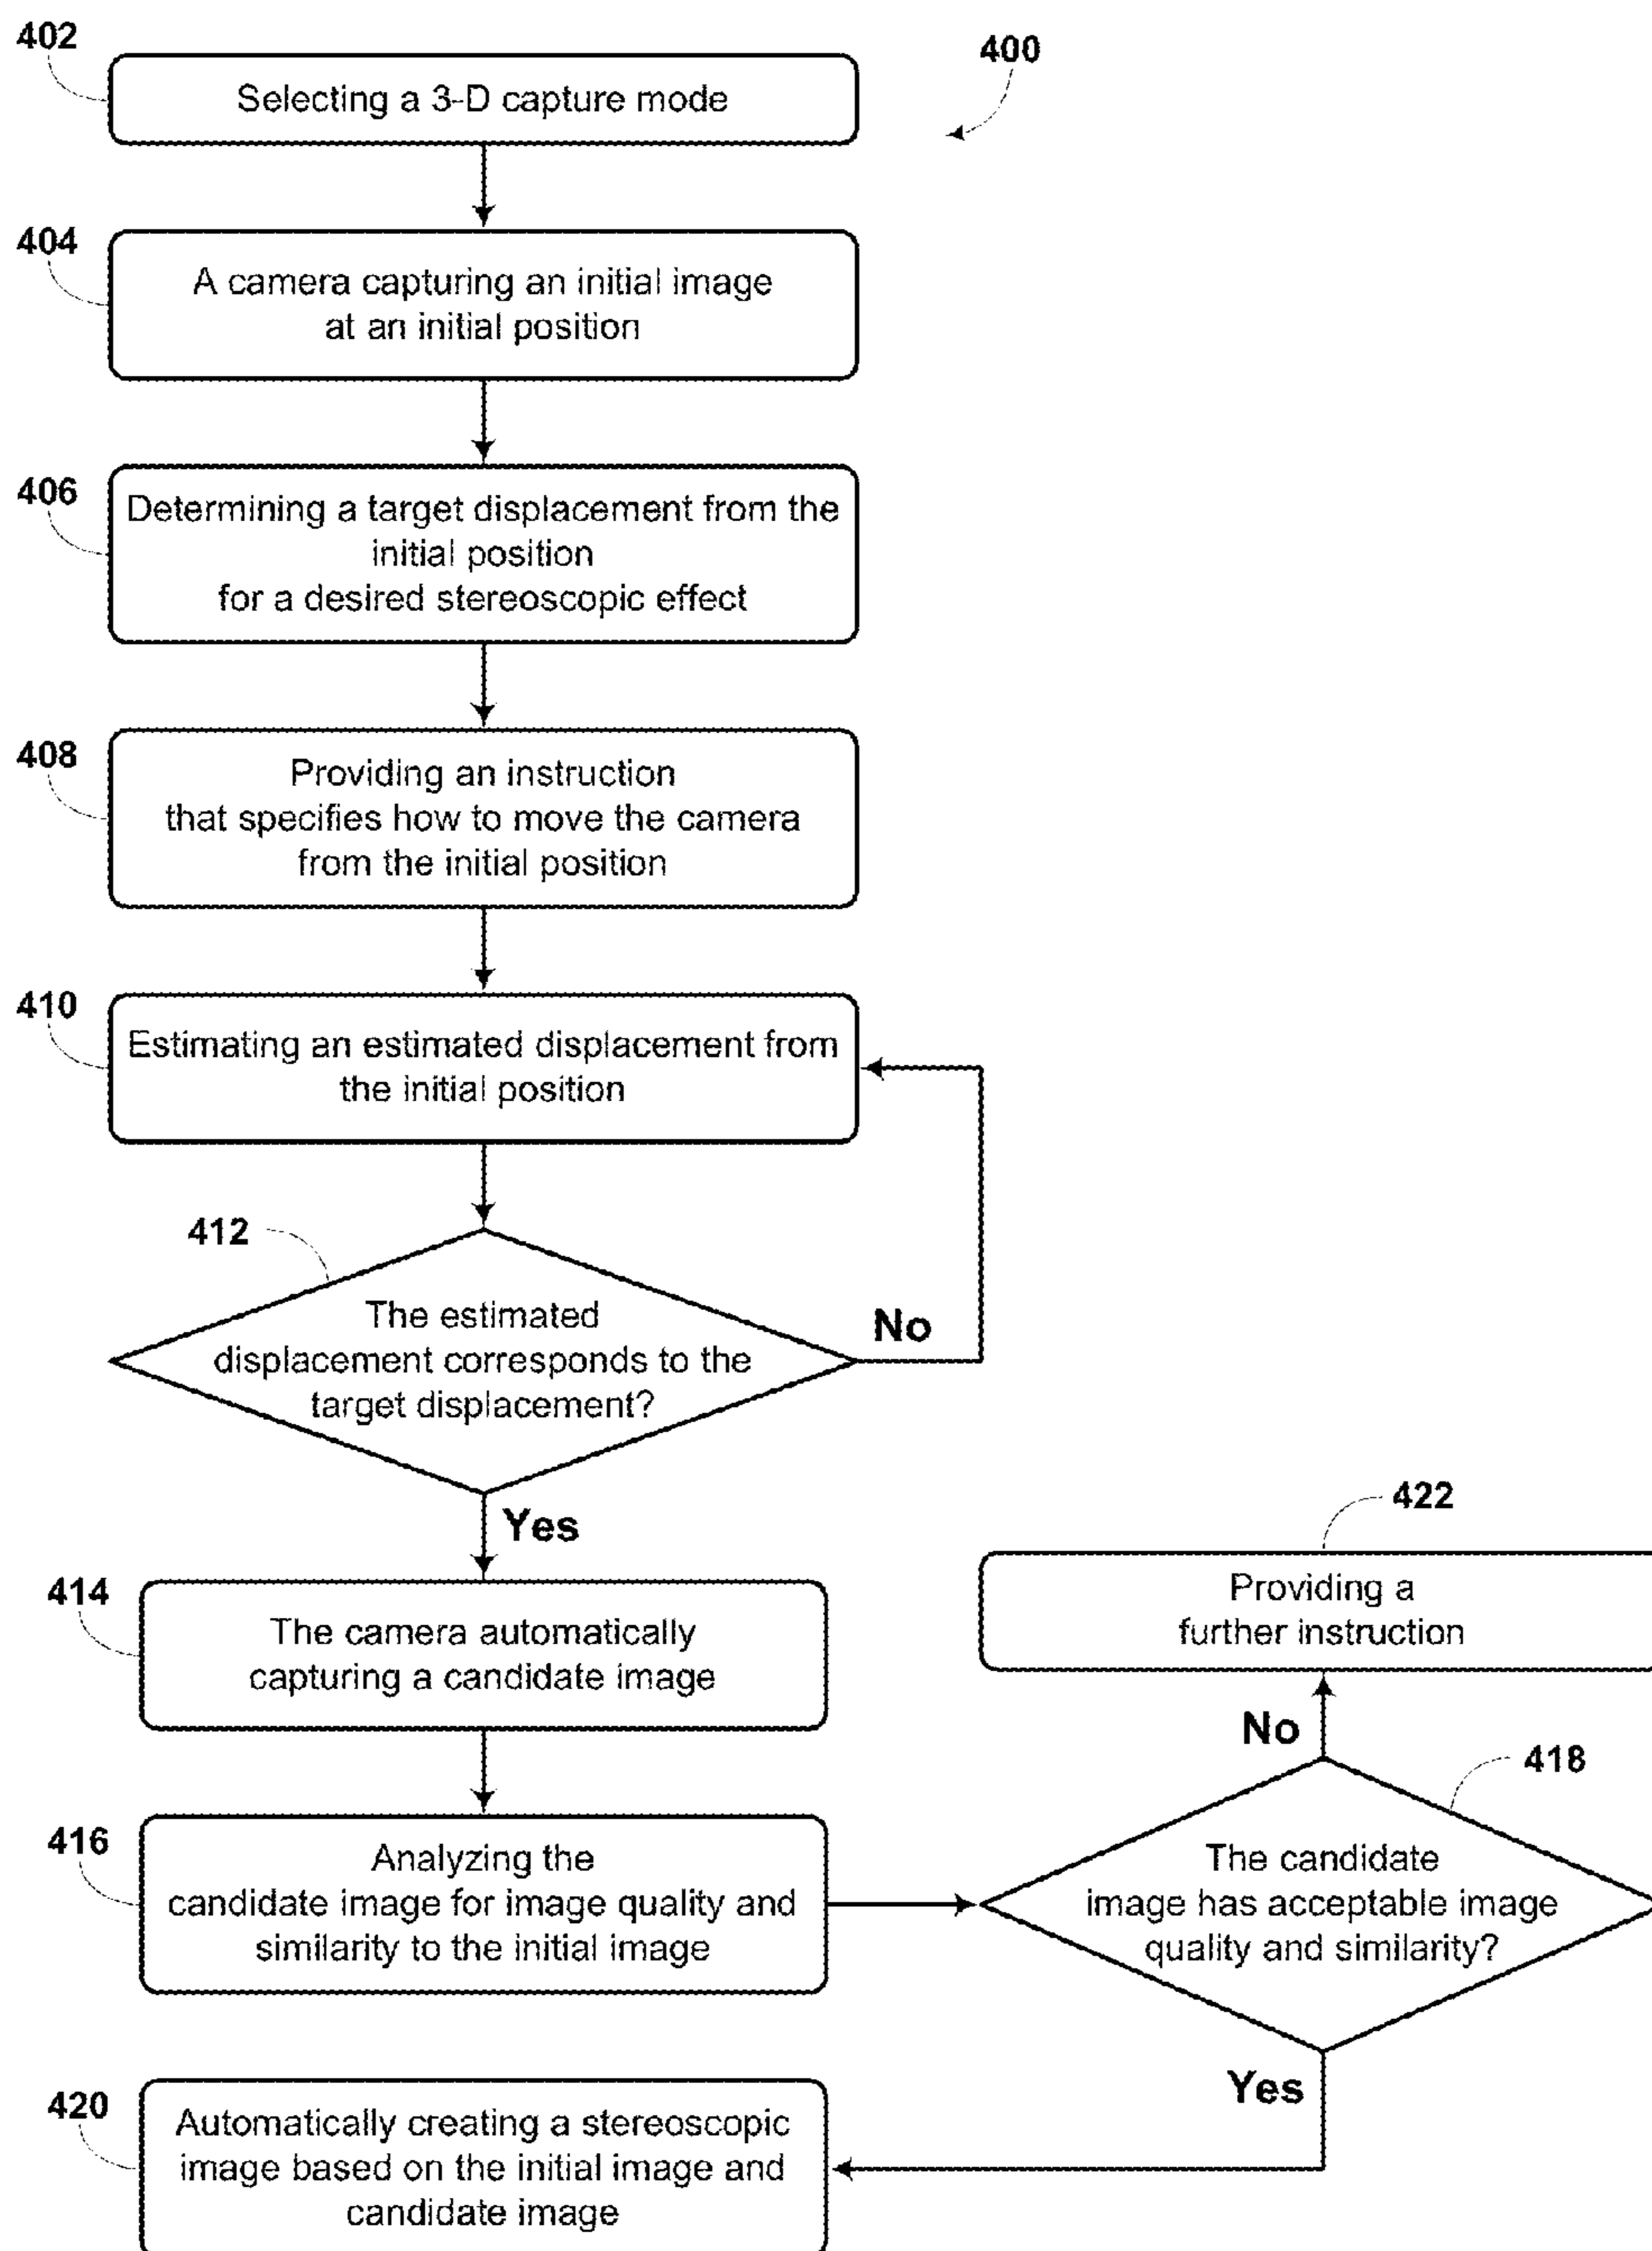 402
400
Selecting a 3-D capture mode
404
A camera capturing an initial image
at an initial position
406
Determining a target displacement from the
initial position
for a desired stereoscopic effect
408
Providing an instruction
that specifies how to move the camera
from the initial position
410
Estimating an estimated displacement from
the initial position
412
The estimated
displacement corresponds to the
target displacement?
No
Yes
422
Providing a
further instruction
414
The camera automatically
capturing a candidate image
No
418
416
Analyzing the
candidate image for image quality and
similarity to the initial image
The candidate
image has acceptable image
quality and similarity?
Yes
420
Automatically creating a stereoscopic
image based on the initial image and
candidate image